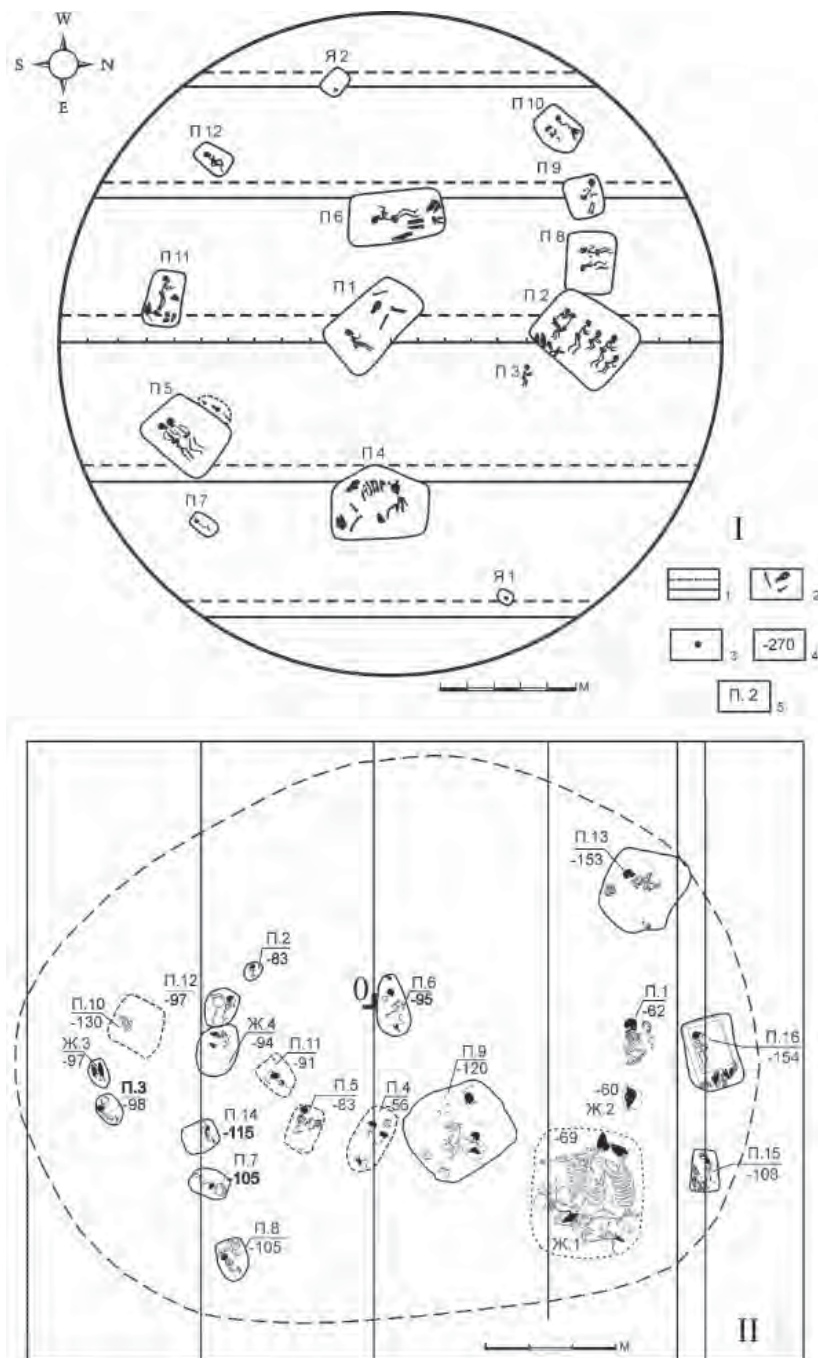 W
S
N
E
Я 2
П 10
П 12
П 9
П 6
П 8
П 11
П 1
П 2
П 3
П 5
П 4
П 7
Я 1
I
1
2
3
-270
4
П. 2
5
М
П.13
-153
П.2
-83
П.12
-97
О
П.6
-95
П.1
-62
П.10
-130
Ж.4
-94
П.16
-154
Ж.3
-97
П.11
-91
П.9
-120
П.3
-98
П.5
-83
П.4
-56
-60
Ж.2
П.14
-115
-69
П.15
-108
П.7
-105
Ж.1
П.8
-105
М
II